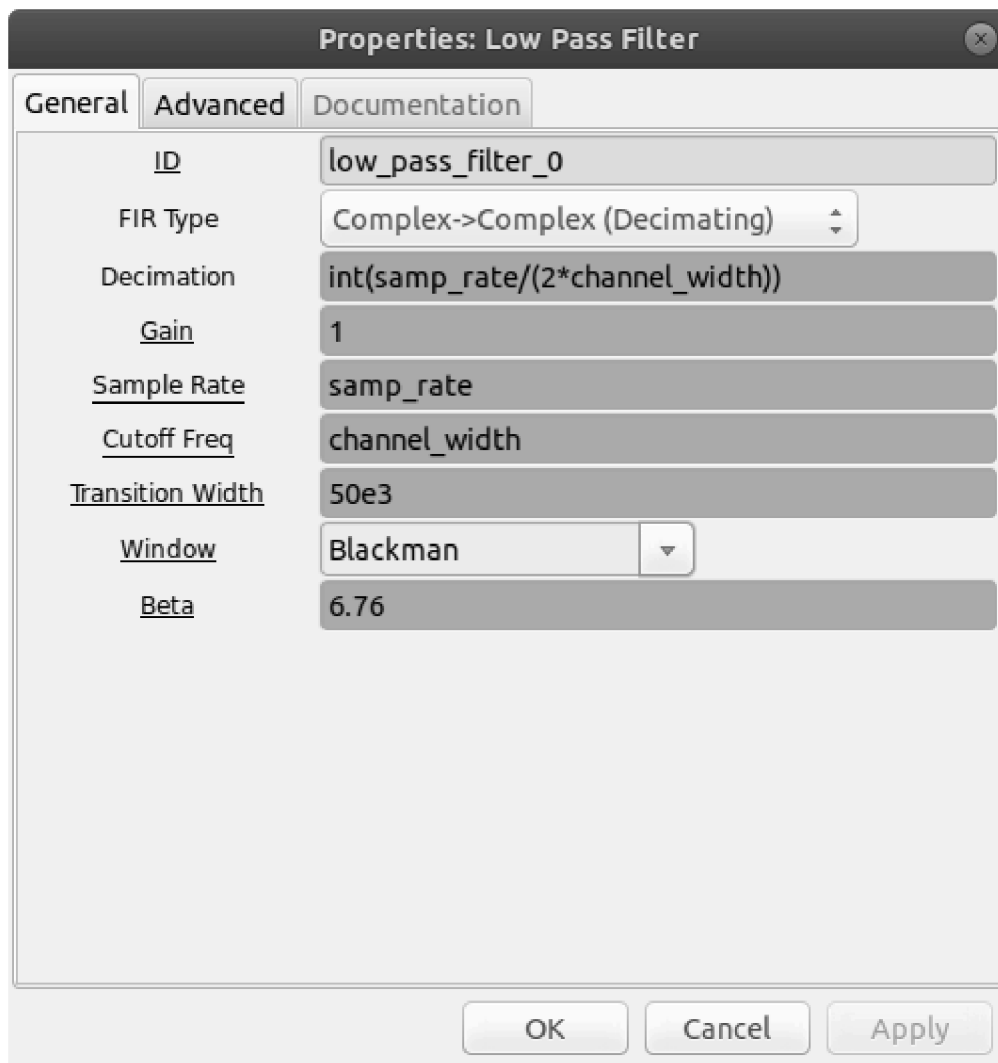 Properties: Low Pass Filter
General Advanced Documentation
ID low_pass_filter_0
FIR Type Complex->Complex (Decimating)
Decimation int(samp_rate/(2*channel_width))
Gain 1
Sample Rate samp_rate
Cutoff Freq channel_width
Transition Width 50e3
Window Blackman
Beta 6.76
OK Cancel Apply